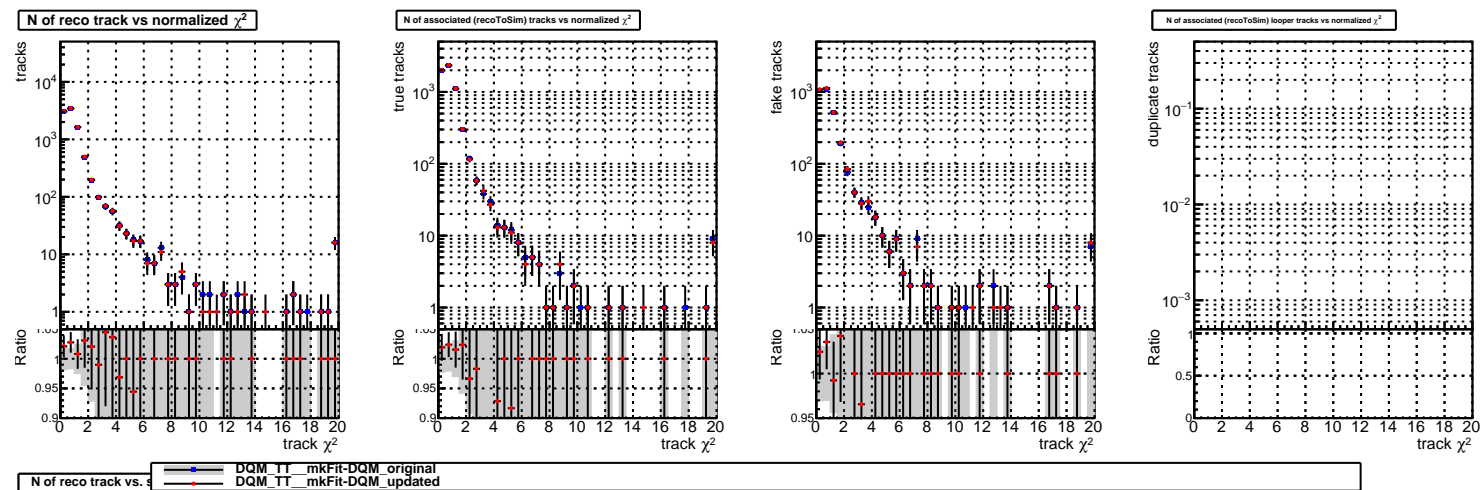 N of reco track vs normalized χ²
N of associated (recoToSim) tracks vs normalized χ²
N of associated (recoToSim) looper tracks vs normalized χ²
tracks
10⁴
10³
10²
10
1
Ratio
1
0.95
0.9
0 2 4 6 8 10 12 14 16 18 20
track χ²
true tracks
10³
10²
10
1
Ratio
1.05
1
0.95
0.9
0 2 4 6 8 10 12 14 16 18 20
track χ²
fake tracks
10³
10²
10
1
Ratio
1.05
1
0.95
0 2 4 6 8 10 12 14 16 18 20
track χ²
duplicate tracks
10⁻¹
10⁻²
10⁻³
Ratio
1
0.5
0
0 2 4 6 8 10 12 14 16 18 20
track χ²
N of reco track vs. s
DQM_TT__mkFit-DQM_original
DQM_TT__mkFit-DQM_updated